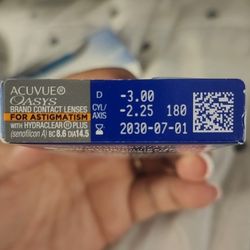 ACUVUE®
OASYS
BRAND CONTACT LENSES
FOR ASTIGMATISM
WITH HYDRACLEAR® PLUS
(senofilcon A) BC 8.6 DIA 14.5
D -3.00
CYL/AXIS -2.25 180
2030-07-01